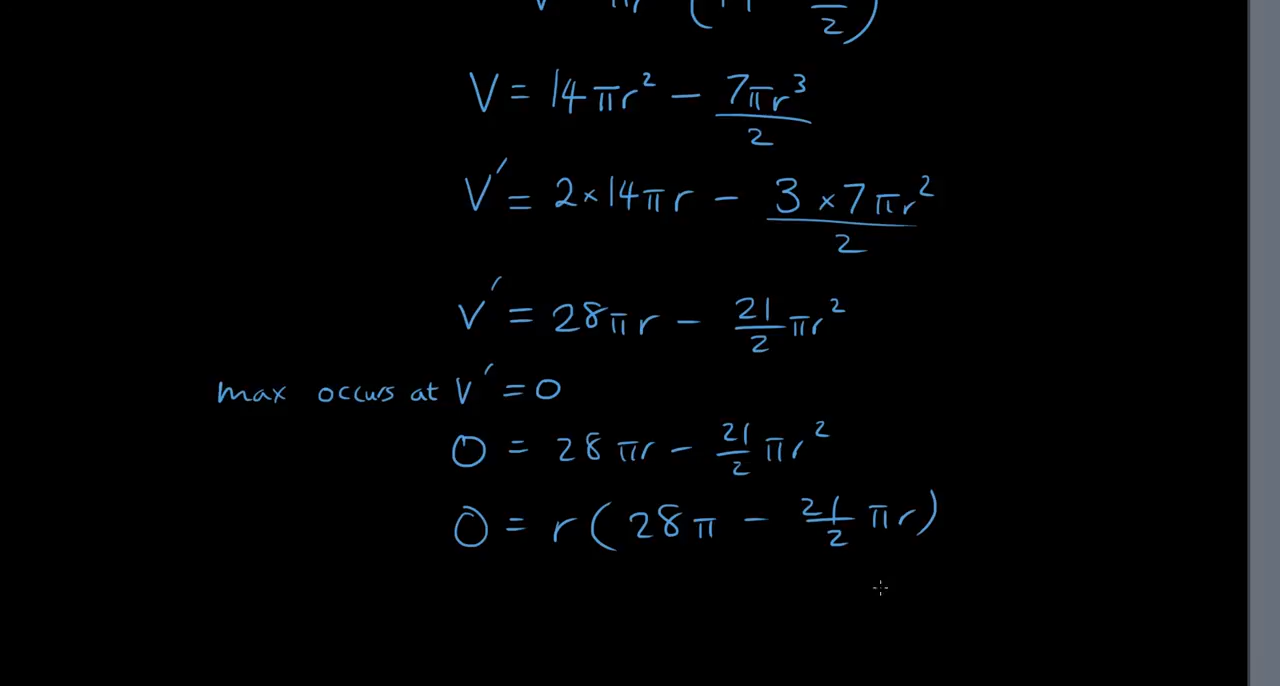 V = 14πr² − 7πr³/2
V′ = 2×14πr − 3×7πr²/2
V′ = 28πr − 21/2 πr²
max occurs at V′ = 0
0 = 28πr − 21/2 πr²
0 = r(28π − 21/2 πr)